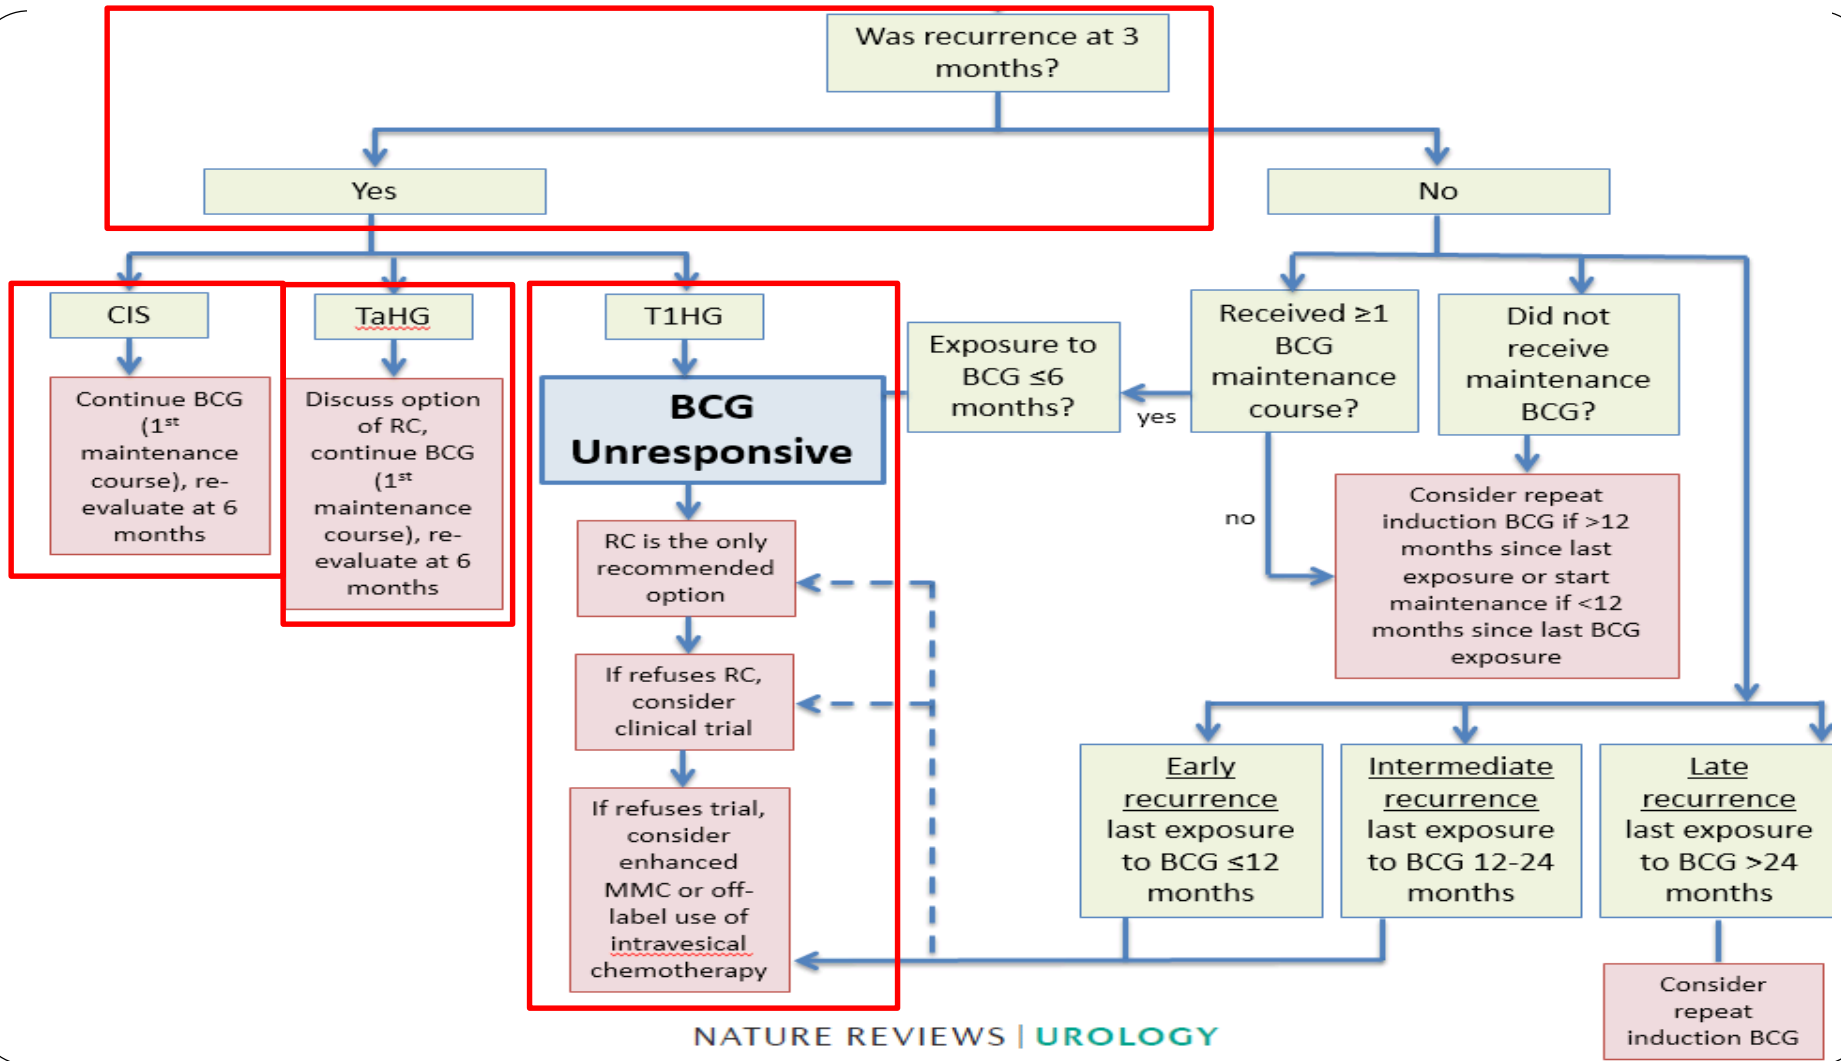 Was recurrence at 3
months?
Yes
No
CIS
Continue BCG
(1st
maintenance
course), re-
evaluate at 6
months
TaHG
Discuss option
of RC,
continue BCG
(1st
maintenance
course), re-
evaluate at 6
months
T1HG
BCG
Unresponsive
RC is the only
recommended
option
If refuses RC,
consider
clinical trial
If refuses trial,
consider
enhanced
MMC or off-
label use of
intravesical
chemotherapy
Exposure to
BCG ≤6
months?
yes
Received ≥1
BCG
maintenance
course?
no
Did not
receive
maintenance
BCG?
Consider repeat
induction BCG if >12
months since last
exposure or start
maintenance if <12
months since last BCG
exposure
Early
recurrence
last exposure
to BCG ≤12
months
Intermediate
recurrence
last exposure
to BCG 12-24
months
Late
recurrence
last exposure
to BCG >24
months
Consider
repeat
induction BCG
NATURE REVIEWS | UROLOGY